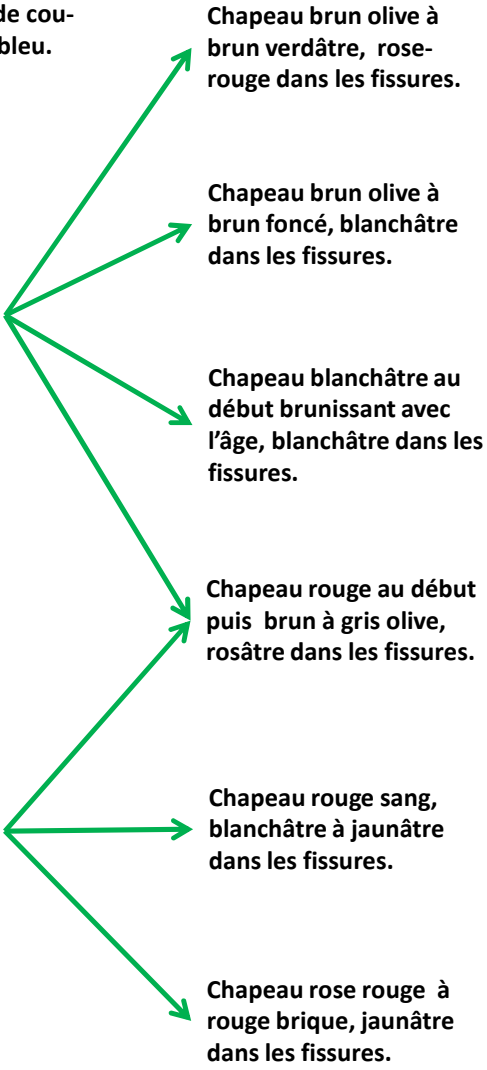 de cou-
bleu.
Chapeau brun olive à
brun verdâtre, rose-
rouge dans les fissures.
Chapeau brun olive à
brun foncé, blanchâtre
dans les fissures.
Chapeau blanchâtre au
début brunissant avec
l’âge, blanchâtre dans les
fissures.
Chapeau rouge au début
puis brun à gris olive,
rosâtre dans les fissures.
Chapeau rouge sang,
blanchâtre à jaunâtre
dans les fissures.
Chapeau rose rouge à
rouge brique, jaunâtre
dans les fissures.